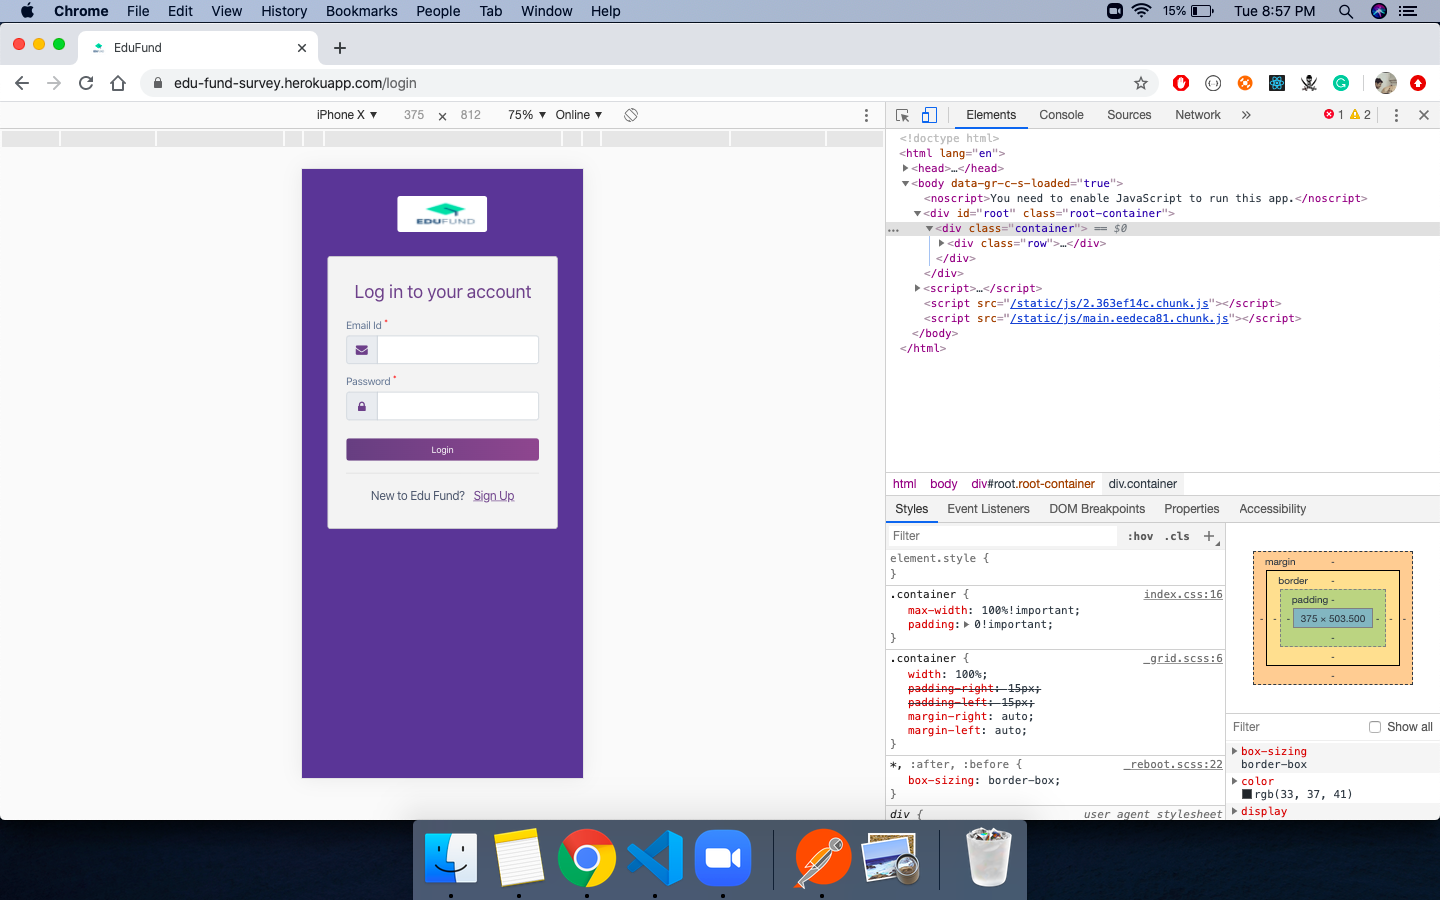 Chrome File Edit View History Bookmarks People Tab Window Help 15% Tue 8:57 PM
EduFund
edu-fund-survey.herokuapp.com/login
iPhone X ▼ 375 × 812 75% ▼ Online ▼
EDUFUND
Log in to your account
Email Id *
Password *
Login
New to Edu Fund? Sign Up
Elements Console Sources Network » 1 2
<!doctype html>
<html lang="en">
<head>…</head>
<body data-gr-c-s-loaded="true">
<noscript>You need to enable JavaScript to run this app.</noscript>
<div id="root" class="root-container">
<div class="container"> == $0
<div class="row">…</div>
</div>
</div>
<script>…</script>
<script src="/static/js/2.363ef14c.chunk.js"></script>
<script src="/static/js/main.eedeca81.chunk.js"></script>
</body>
</html>
html body div#root.root-container div.container
Styles Event Listeners DOM Breakpoints Properties Accessibility
Filter :hov .cls +
element.style {
}
.container { index.css:16
max-width: 100%!important;
padding: 0!important;
}
.container { _grid.scss:6
width: 100%;
padding-right: 15px;
padding-left: 15px;
margin-right: auto;
margin-left: auto;
}
*, :after, :before { _reboot.scss:22
box-sizing: border-box;
}
div { user agent stylesheet
margin -
border -
padding -
- - - 375 × 503.500 - - -
-
-
-
Filter Show all
box-sizing
border-box
color
rgb(33, 37, 41)
display